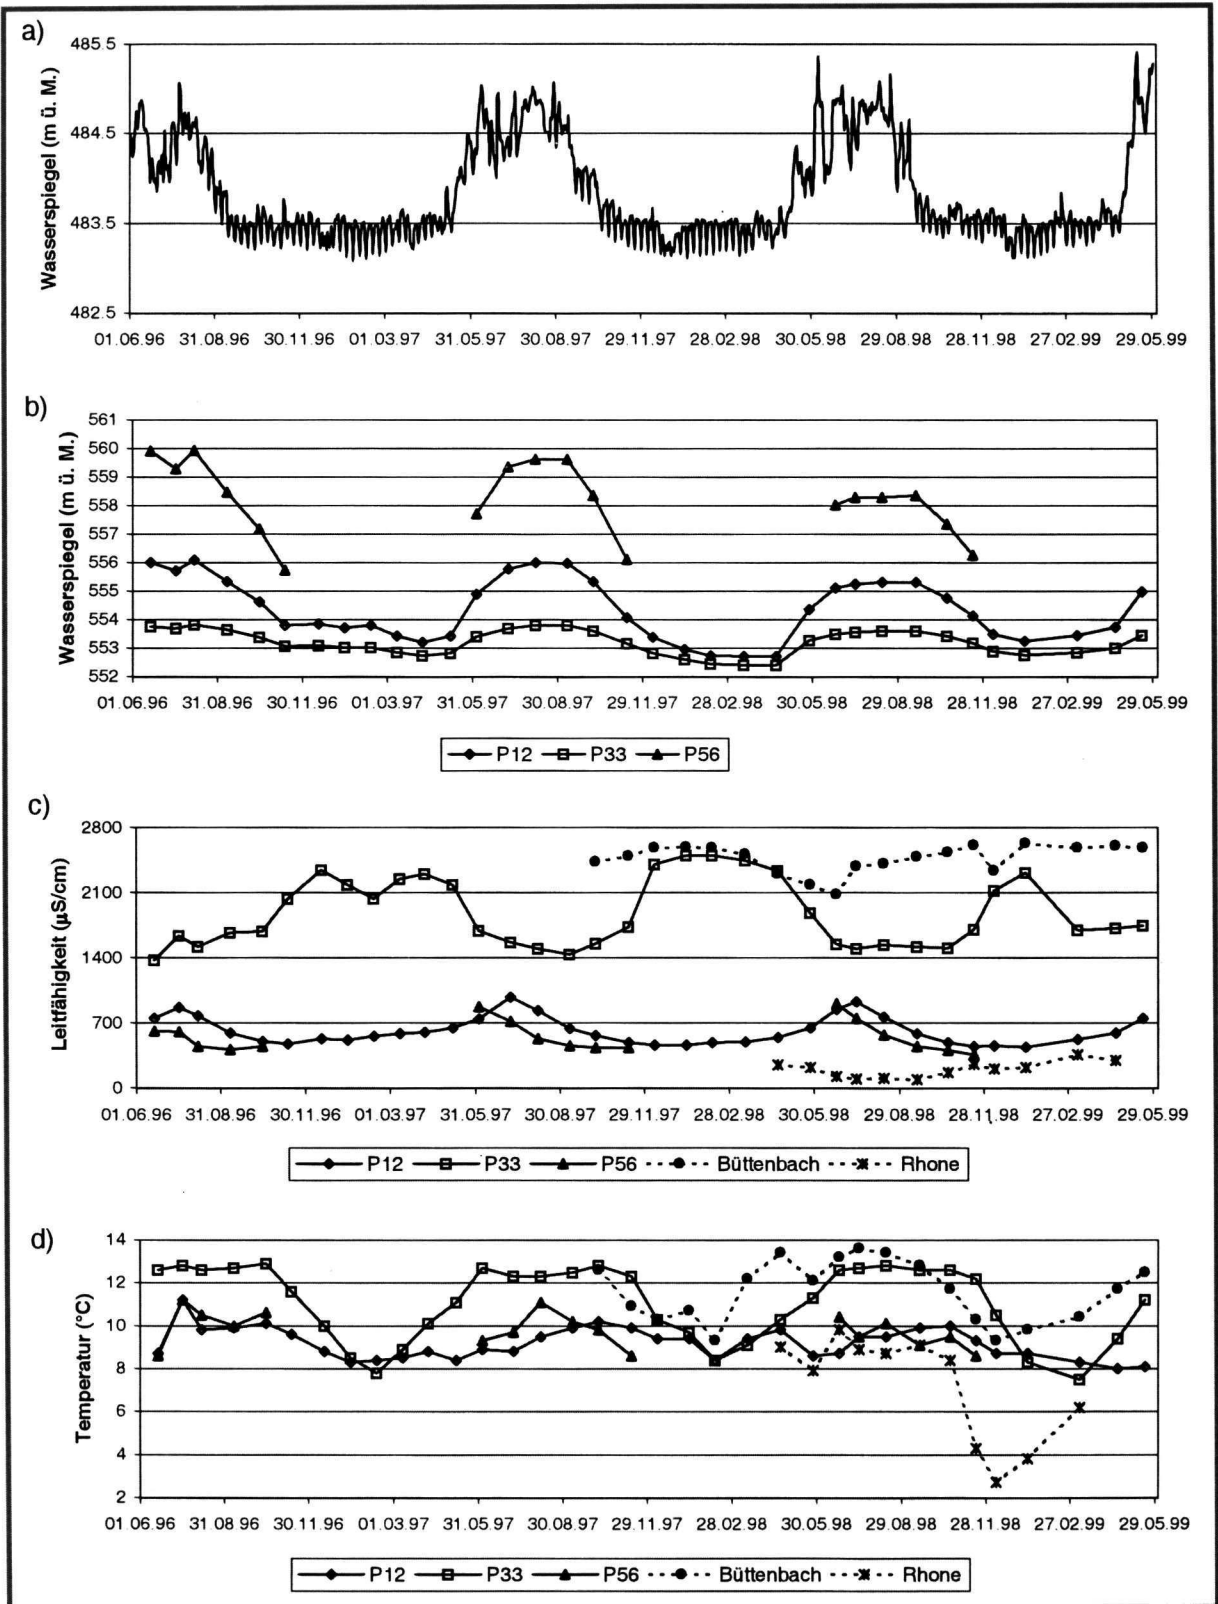 a)
Wasserspiegel (m ü. M.)
485.5
484.5
483.5
482.5
01.06.96 31.08.96 30.11.96 01.03.97 31.05.97 30.08.97 29.11.97 28.02.98 30.05.98 29.08.98 28.11.98 27.02.99 29.05.99
b)
Wasserspiegel (m ü. M.)
561
560
559
558
557
556
555
554
553
552
01.06.96 31.08.96 30.11.96 01.03.97 31.05.97 30.08.97 29.11.97 28.02.98 30.05.98 29.08.98 28.11.98 27.02.99 29.05.99
P12 P33 P56
c)
Leitfähigkeit (µS/cm)
2800
2100
1400
700
0
01.06.96 31.08.96 30.11.96 01.03.97 31.05.97 30.08.97 29.11.97 28.02.98 30.05.98 29.08.98 28.11.98 27.02.99 29.05.99
P12 P33 P56 Büttenbach Rhone
d)
Temperatur (°C)
14
12
10
8
6
4
2
01.06.96 31.08.96 30.11.96 01.03.97 31.05.97 30.08.97 29.11.97 28.02.98 30.05.98 29.08.98 28.11.98 27.02.99 29.05.99
P12 P33 P56 Büttenbach Rhone